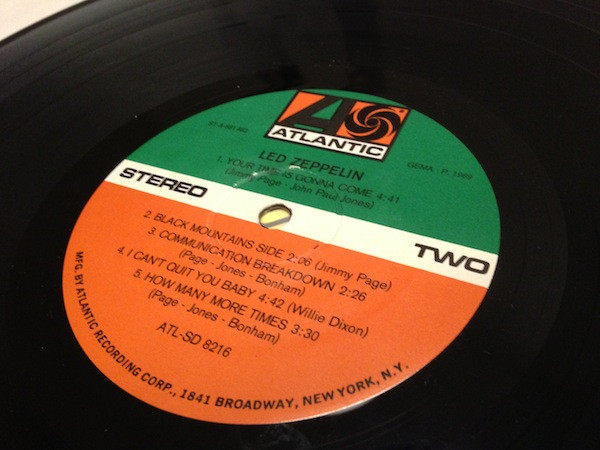 ATLANTIC
LED ZEPPELIN
GEMA - P. 1969
1. YOUR TIME IS GONNA COME 4:41
(Jimmy Page - John Paul Jones)
STEREO
TWO
2. BLACK MOUNTAINS SIDE 2:06 (Jimmy Page)
3. COMMUNICATION BREAKDOWN 2:26
(Page - Jones - Bonham)
4. I CAN'T QUIT YOU BABY 4:42 (Willie Dixon)
5. HOW MANY MORE TIMES 3:30
(Page - Jones - Bonham)
ATL-SD 8216
MFG. BY ATLANTIC RECORDING CORP., 1841 BROADWAY, NEW YORK, N.Y.